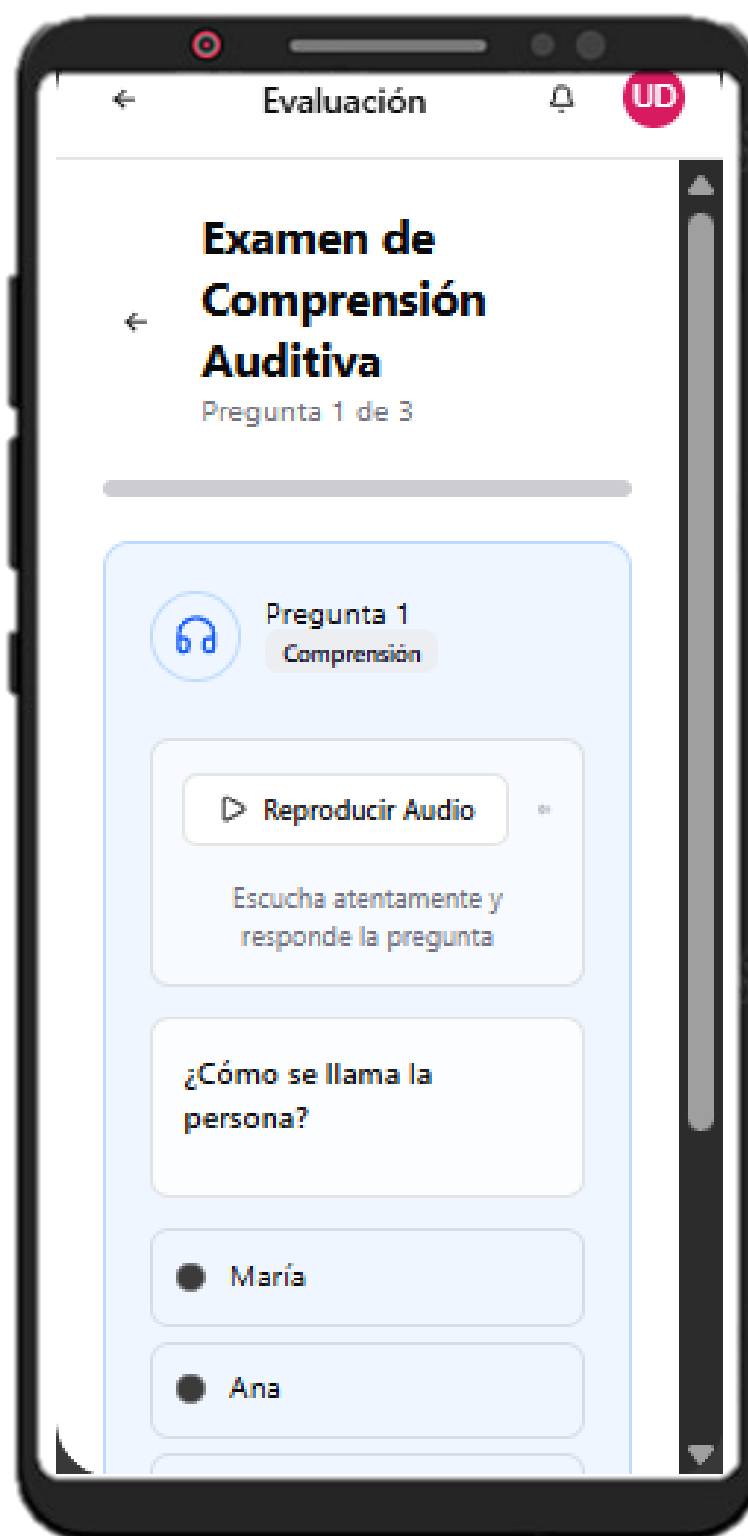 Evaluación
UD
Examen de
Comprensión
Auditiva
Pregunta 1 de 3
Pregunta 1
Comprensión
Reproducir Audio
Escucha atentamente y
responde la pregunta
¿Cómo se llama la
persona?
María
Ana